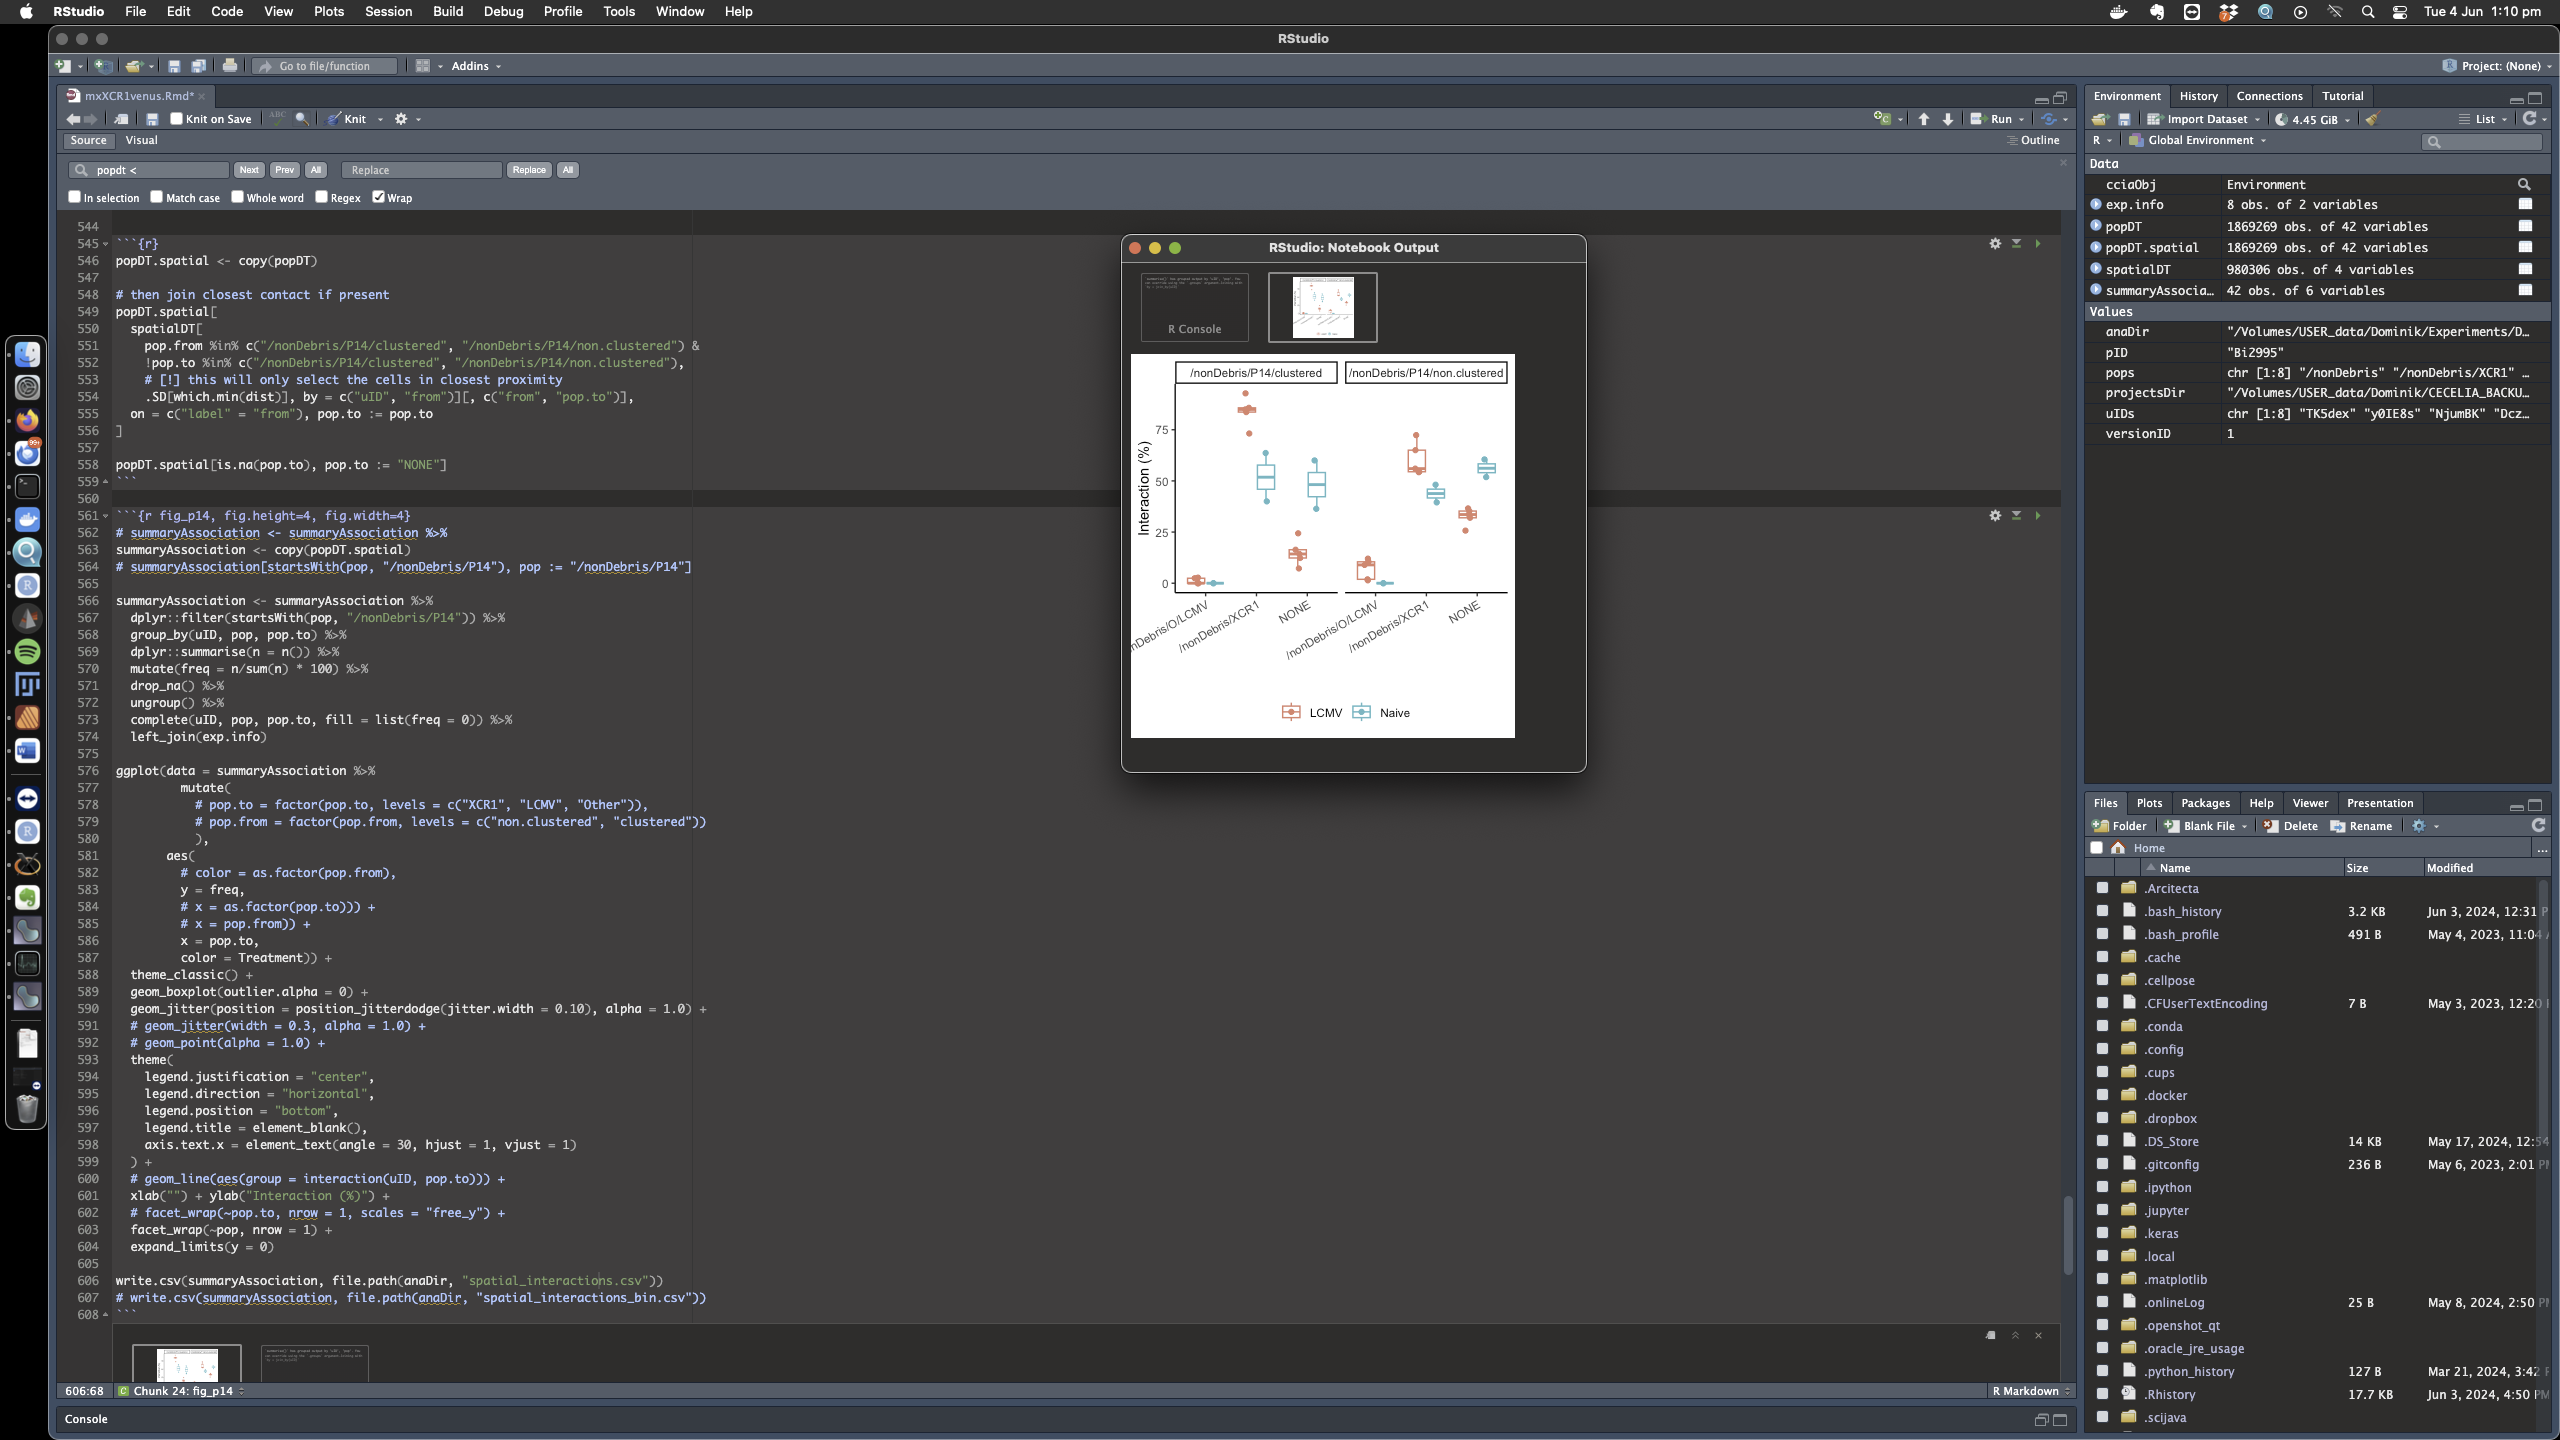 RStudio File Edit Code View Plots Session Build Debug Profile Tools Window Help
Tue 4 Jun 1:10 pm
RStudio
Go to file/function
Addins
Project: (None)
mxXCR1venus.Rmd*
Knit on Save
ABC
Knit
Run
Source Visual
Outline
popdt <
Next Prev All
Replace
Replace All
In selection Match case Whole word Regex Wrap
544
545 ```{r}
546 popDT.spatial <- copy(popDT)
547
548 # then join closest contact if present
549 popDT.spatial[
550 spatialDT[
551 pop.from %in% c("/nonDebris/P14/clustered", "/nonDebris/P14/non.clustered") &
552 !pop.to %in% c("/nonDebris/P14/clustered", "/nonDebris/P14/non.clustered"),
553 # [!] this will only select the cells in closest proximity
554 .SD[which.min(dist)], by = c("uID", "from")][, c("from", "pop.to")],
555 on = c("label" = "from"), pop.to := pop.to
556 ]
557
558 popDT.spatial[is.na(pop.to), pop.to := "NONE"]
559 ```
560
561 ```{r fig_p14, fig.height=4, fig.width=4}
562 # summaryAssociation <- summaryAssociation %>%
563 summaryAssociation <- copy(popDT.spatial)
564 # summaryAssociation[startsWith(pop, "/nonDebris/P14"), pop := "/nonDebris/P14"]
565
566 summaryAssociation <- summaryAssociation %>%
567 dplyr::filter(startsWith(pop, "/nonDebris/P14")) %>%
568 group_by(uID, pop, pop.to) %>%
569 dplyr::summarise(n = n()) %>%
570 mutate(freq = n/sum(n) * 100) %>%
571 drop_na() %>%
572 ungroup() %>%
573 complete(uID, pop, pop.to, fill = list(freq = 0)) %>%
574 left_join(exp.info)
575
576 ggplot(data = summaryAssociation %>%
577 mutate(
578 # pop.to = factor(pop.to, levels = c("XCR1", "LCMV", "Other")),
579 # pop.from = factor(pop.from, levels = c("non.clustered", "clustered"))
580 ),
581 aes(
582 # color = as.factor(pop.from),
583 y = freq,
584 # x = as.factor(pop.to))) +
585 # x = pop.from)) +
586 x = pop.to,
587 color = Treatment)) +
588 theme_classic() +
589 geom_boxplot(outlier.alpha = 0) +
590 geom_jitter(position = position_jitterdodge(jitter.width = 0.10), alpha = 1.0) +
591 # geom_jitter(width = 0.3, alpha = 1.0) +
592 # geom_point(alpha = 1.0) +
593 theme(
594 legend.justification = "center",
595 legend.direction = "horizontal",
596 legend.position = "bottom",
597 legend.title = element_blank(),
598 axis.text.x = element_text(angle = 30, hjust = 1, vjust = 1)
599 ) +
600 # geom_line(aes(group = interaction(uID, pop.to))) +
601 xlab("") + ylab("Interaction (%)") +
602 # facet_wrap(~pop.to, nrow = 1, scales = "free_y") +
603 facet_wrap(~pop, nrow = 1) +
604 expand_limits(y = 0)
605
606 write.csv(summaryAssociation, file.path(anaDir, "spatial_interactions.csv"))
607 # write.csv(summaryAssociation, file.path(anaDir, "spatial_interactions_bin.csv"))
608 ```
606:68 Chunk 24: fig_p14
R Markdown
Console
RStudio: Notebook Output
R Console
/nonDebris/P14/clustered /nonDebris/P14/non.clustered
Interaction (%)
75
50
25
0
nDebris/O/LCMV /nonDebris/XCR1 NONE /nonDebris/O/LCMV /nonDebris/XCR1 NONE
LCMV Naive
Environment History Connections Tutorial
Import Dataset 4.45 GiB List
R Global Environment
Data
cciaObj Environment
exp.info 8 obs. of 2 variables
popDT 1869269 obs. of 42 variables
popDT.spatial 1869269 obs. of 42 variables
spatialDT 980306 obs. of 4 variables
summaryAssocia… 42 obs. of 6 variables
Values
anaDir "/Volumes/USER_data/Dominik/Experiments/D…
pID "Bi2995"
pops chr [1:8] "/nonDebris" "/nonDebris/XCR1" …
projectsDir "/Volumes/USER_data/Dominik/CECELIA_BACKU…
uIDs chr [1:8] "TK5dex" "y0IE8s" "NjumBK" "Dcz…
versionID 1
Files Plots Packages Help Viewer Presentation
Folder Blank File Delete Rename
Home ...
Name Size Modified
.Arcitecta
.bash_history 3.2 KB Jun 3, 2024, 12:31 P
.bash_profile 491 B May 4, 2023, 11:04
.cache
.cellpose
.CFUserTextEncoding 7 B May 3, 2023, 12:20
.conda
.config
.cups
.docker
.dropbox
.DS_Store 14 KB May 17, 2024, 12:54
.gitconfig 236 B May 6, 2023, 2:01 P
.ipython
.jupyter
.keras
.local
.matplotlib
.onlineLog 25 B May 8, 2024, 2:50 P
.openshot_qt
.oracle_jre_usage
.python_history 127 B Mar 21, 2024, 3:42
.Rhistory 17.7 KB Jun 3, 2024, 4:50 PM
.scijava